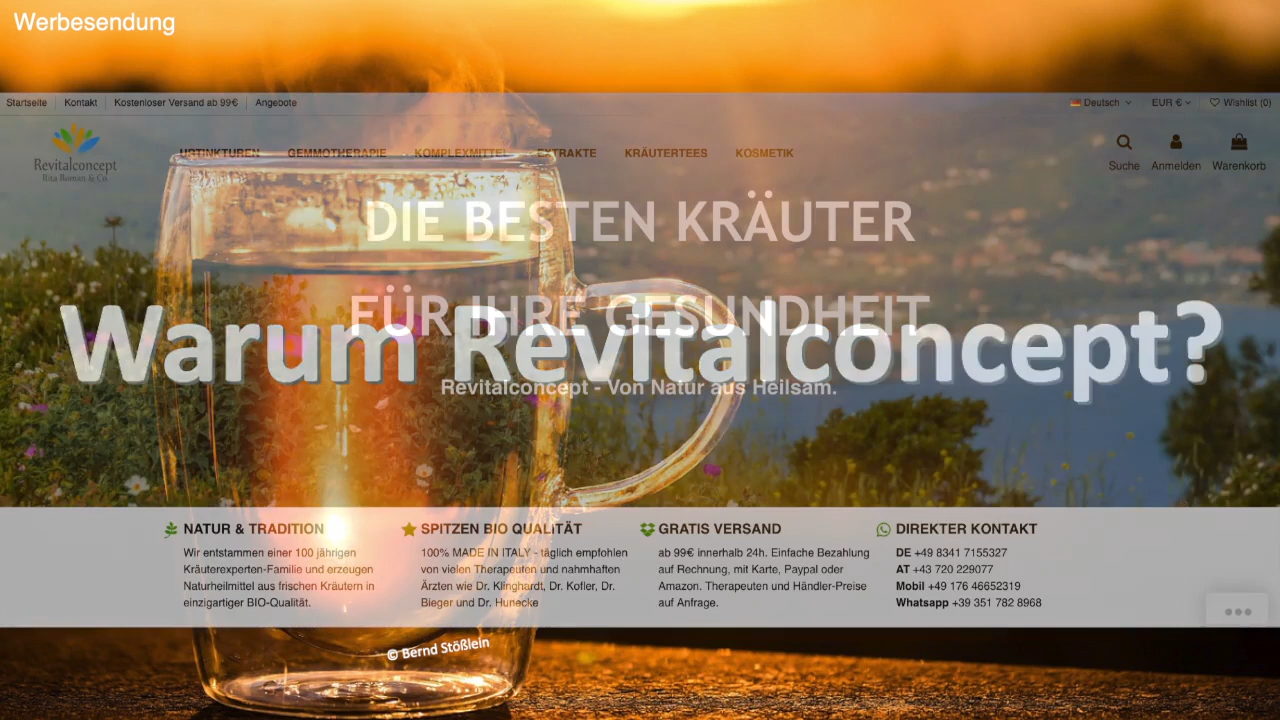 Werbesendung
Startseite Kontakt Kostenloser Versand ab 99€ Angebote Deutsch EUR € Wishlist (0)
Revitalconcept
Rita Roman & Co.
URTINKTUREN GEMMOTHERAPIE KOMPLEXMITTEL EXTRAKTE KRÄUTERTEES KOSMETIK
Suche Anmelden Warenkorb
DIE BESTEN KRÄUTER
FÜR IHRE GESUNDHEIT
Warum Revitalconcept?
Revitalconcept - Von Natur aus Heilsam.
NATUR & TRADITION
Wir entstammen einer 100 jährigen
Kräuterexperten-Familie und erzeugen
Naturheilmittel aus frischen Kräutern in
einzigartiger BIO-Qualität.
SPITZEN BIO QUALITÄT
100% MADE IN ITALY - täglich empfohlen
von vielen Therapeuten und nahmhaften
Ärzten wie Dr. Klinghardt, Dr. Kofler, Dr.
Bieger und Dr. Hunecke
GRATIS VERSAND
ab 99€ innerhalb 24h. Einfache Bezahlung
auf Rechnung, mit Karte, Paypal oder
Amazon. Therapeuten und Händler-Preise
auf Anfrage.
DIREKTER KONTAKT
DE +49 8341 7155327
AT +43 720 229077
Mobil +49 176 46652319
Whatsapp +39 351 782 8968
© Bernd Stößlein